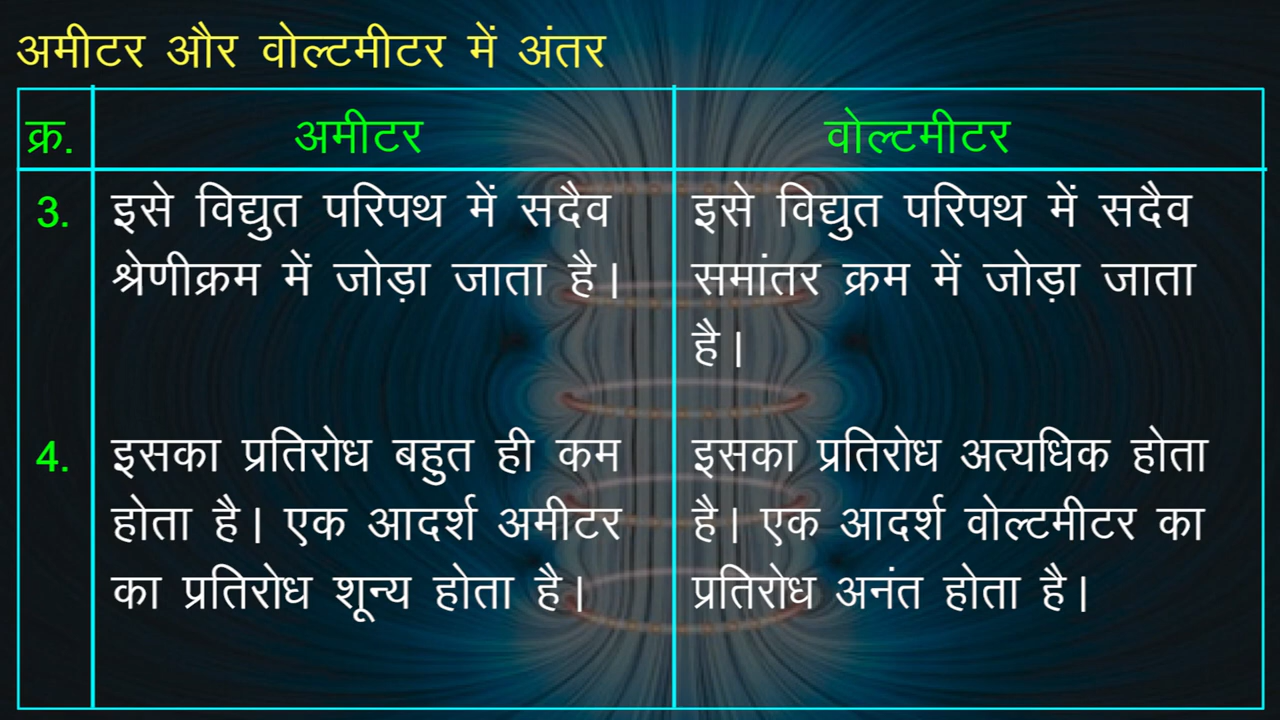 अमीटर और वोल्टमीटर में अंतर
क्र. अमीटर वोल्टमीटर
3. इसे विद्युत परिपथ में सदैव
श्रेणीक्रम में जोड़ा जाता है।
इसे विद्युत परिपथ में सदैव
समांतर क्रम में जोड़ा जाता
है।
4. इसका प्रतिरोध बहुत ही कम
होता है। एक आदर्श अमीटर
का प्रतिरोध शून्य होता है।
इसका प्रतिरोध अत्यधिक होता
है। एक आदर्श वोल्टमीटर का
प्रतिरोध अनंत होता है।